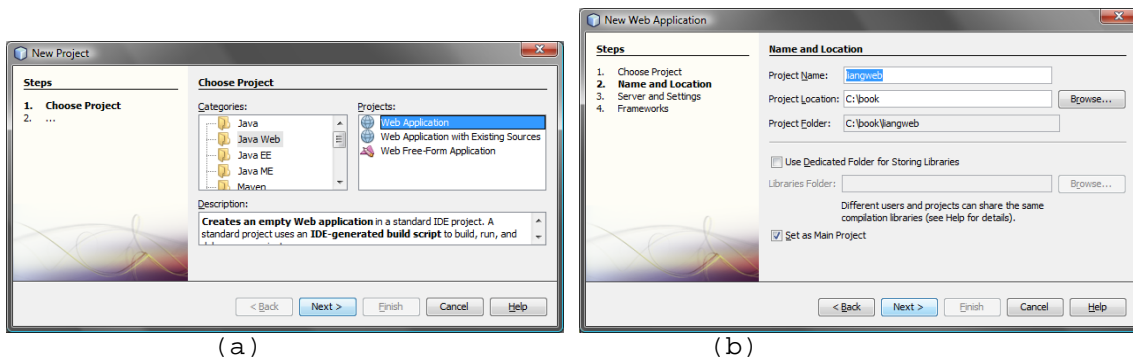 New Project
Steps
1. Choose Project
2. ...
Choose Project
Categories:
Java
Java Web
Java EE
Java ME
Maven
Projects:
Web Application
Web Application with Existing Sources
Web Free-Form Application
Description:
Creates an empty Web application in a standard IDE project. A
standard project uses an IDE-generated build script to build, run, and
< Back Next > Finish Cancel Help
(a)
New Web Application
Steps
1. Choose Project
2. Name and Location
3. Server and Settings
4. Frameworks
Name and Location
Project Name: liangweb
Project Location: C:\book Browse...
Project Folder: C:\book\liangweb
Use Dedicated Folder for Storing Libraries
Libraries Folder: Browse...
Different users and projects can share the same
compilation libraries (see Help for details).
Set as Main Project
< Back Next > Finish Cancel Help
(b)